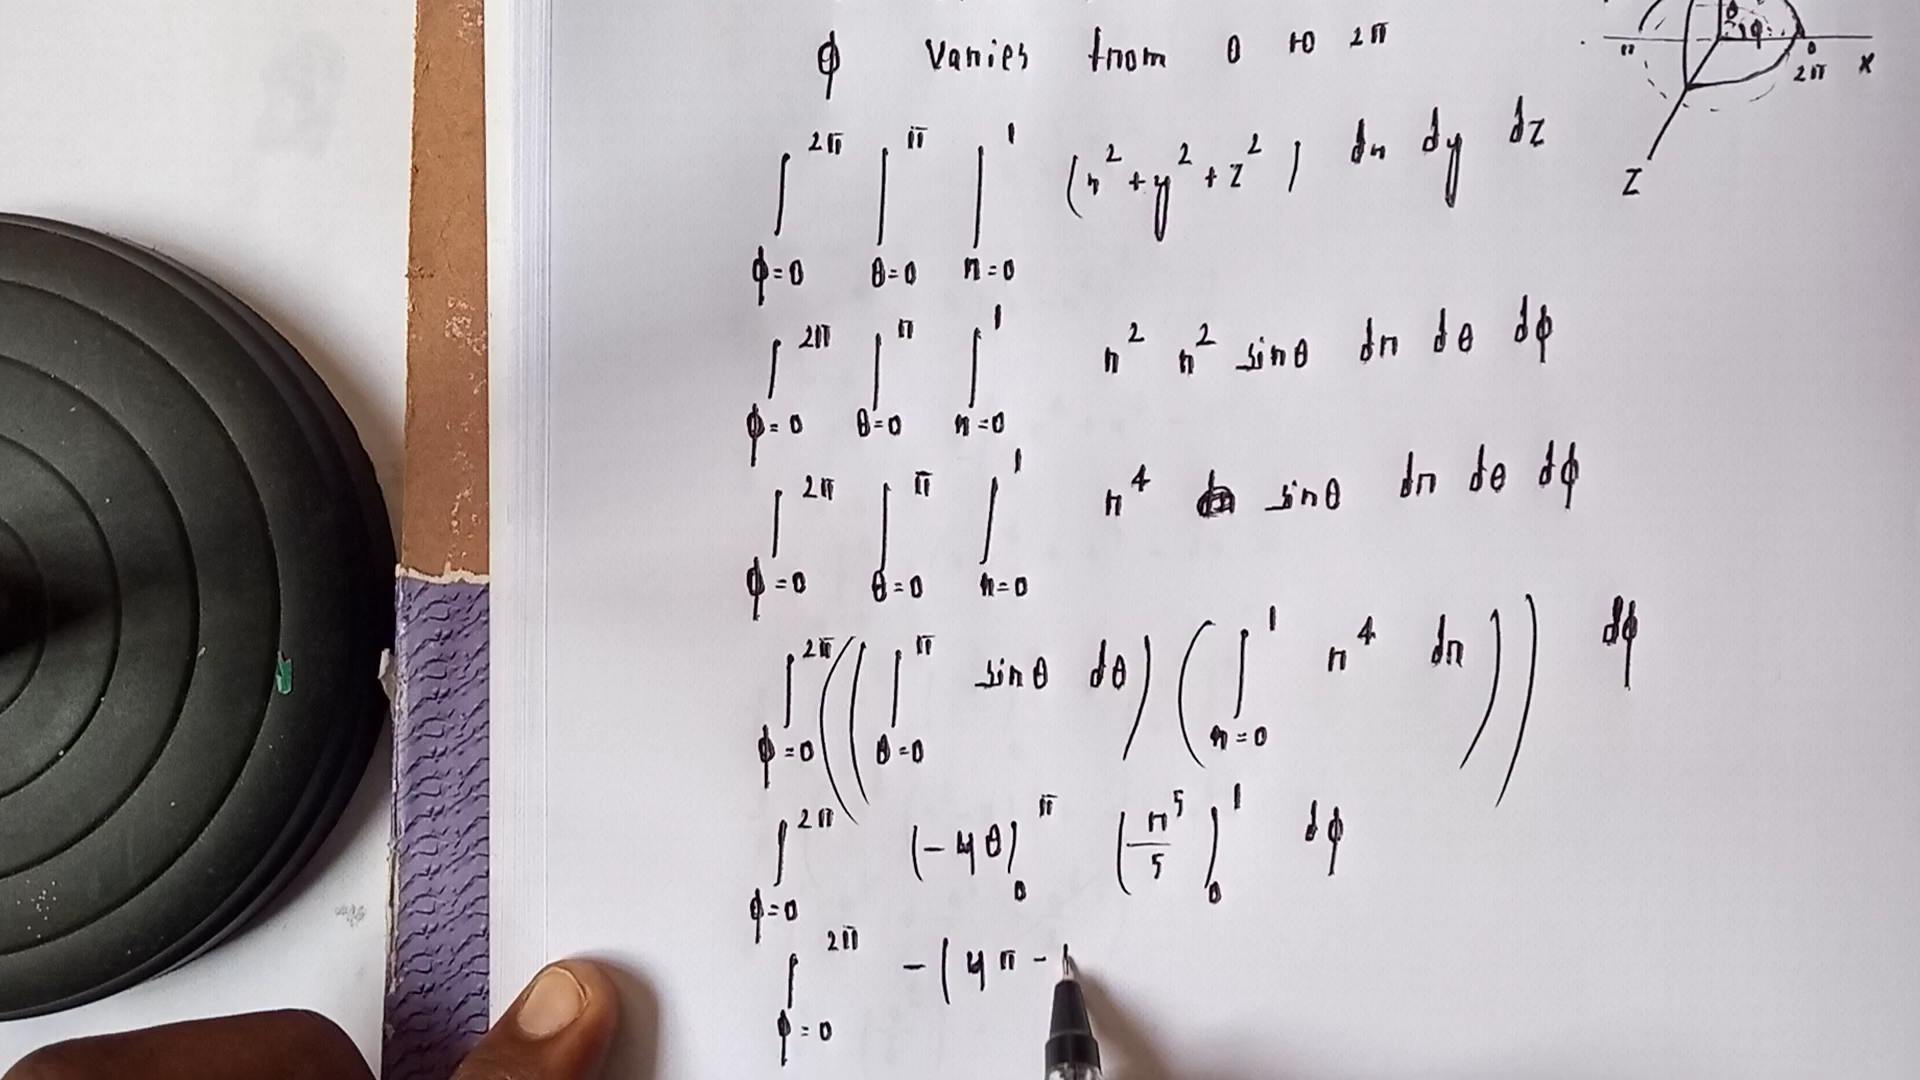 ϕ varies from 0 to 2π
∫_{ϕ=0}^{2π} ∫_{θ=0}^{π} ∫_{r=0}^{1} (x² + y² + z²) dx dy dz
∫_{ϕ=0}^{2π} ∫_{θ=0}^{π} ∫_{r=0}^{1} r² r² sinθ dr dθ dϕ
∫_{ϕ=0}^{2π} ∫_{θ=0}^{π} ∫_{r=0}^{1} r⁴ sinθ dr dθ dϕ
∫_{ϕ=0}^{2π} ((∫_{θ=0}^{π} sinθ dθ) (∫_{r=0}^{1} r⁴ dr)) dϕ
∫_{ϕ=0}^{2π} (-cosθ)_{0}^{π} (r⁵/5)_{0}^{1} dϕ
∫_{ϕ=0}^{2π} -(cosπ -
θ ϕ
π 0
2π X
Z